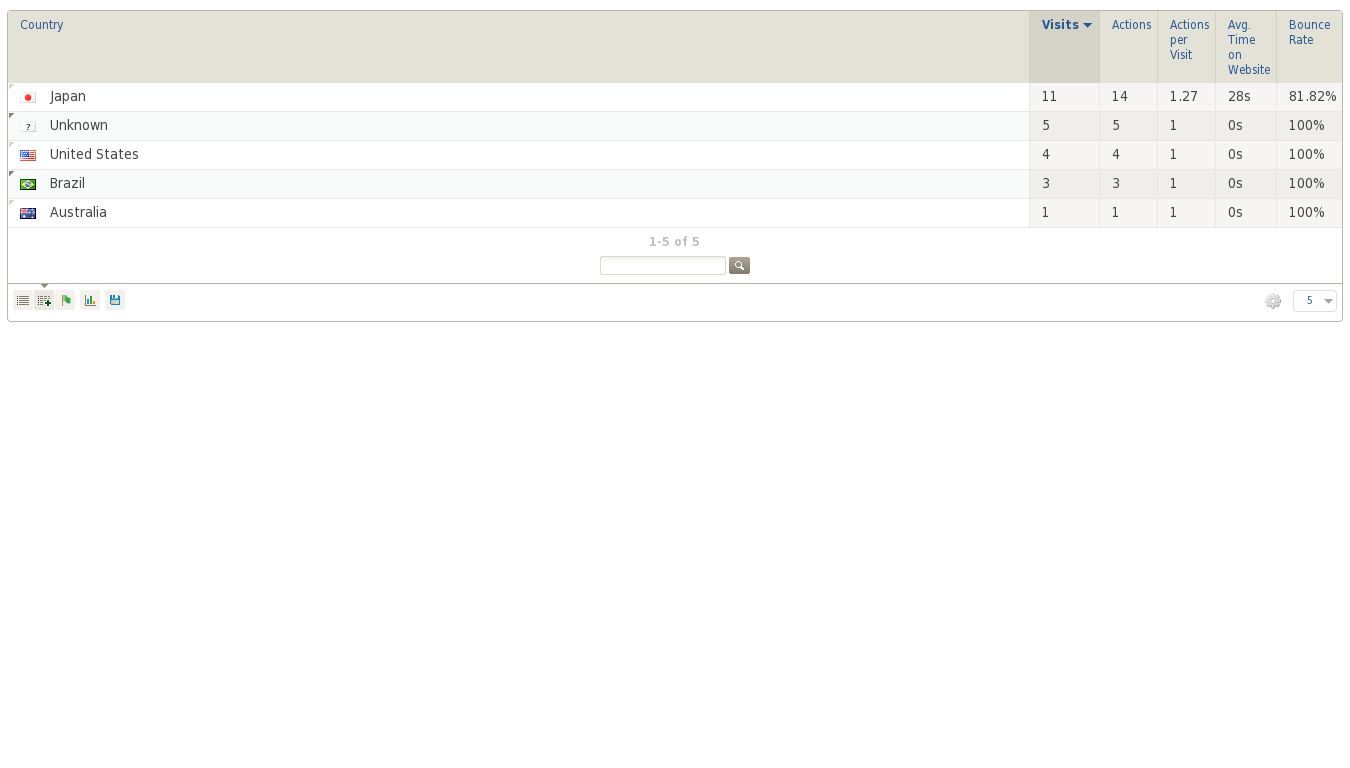 Country Visits Actions Actions per Visit Avg. Time on Website Bounce Rate
Japan 11 14 1.27 28s 81.82%
? Unknown 5 5 1 0s 100%
United States 4 4 1 0s 100%
Brazil 3 3 1 0s 100%
Australia 1 1 1 0s 100%
1-5 of 5
5